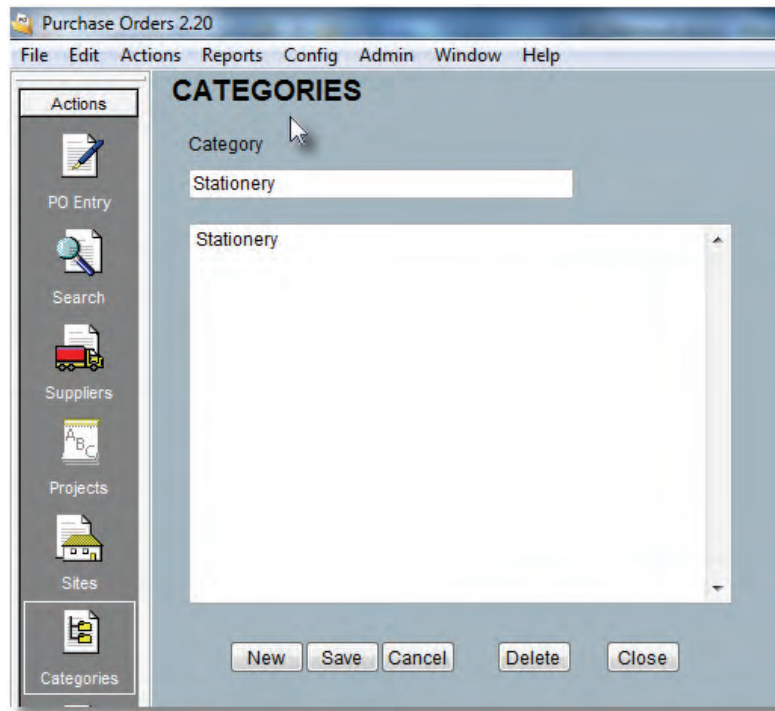 Purchase Orders 2.20
File Edit Actions Reports Config Admin Window Help
Actions
PO Entry
Search
Suppliers
Projects
Sites
Categories
CATEGORIES
Category
Stationery
Stationery
New Save Cancel Delete Close